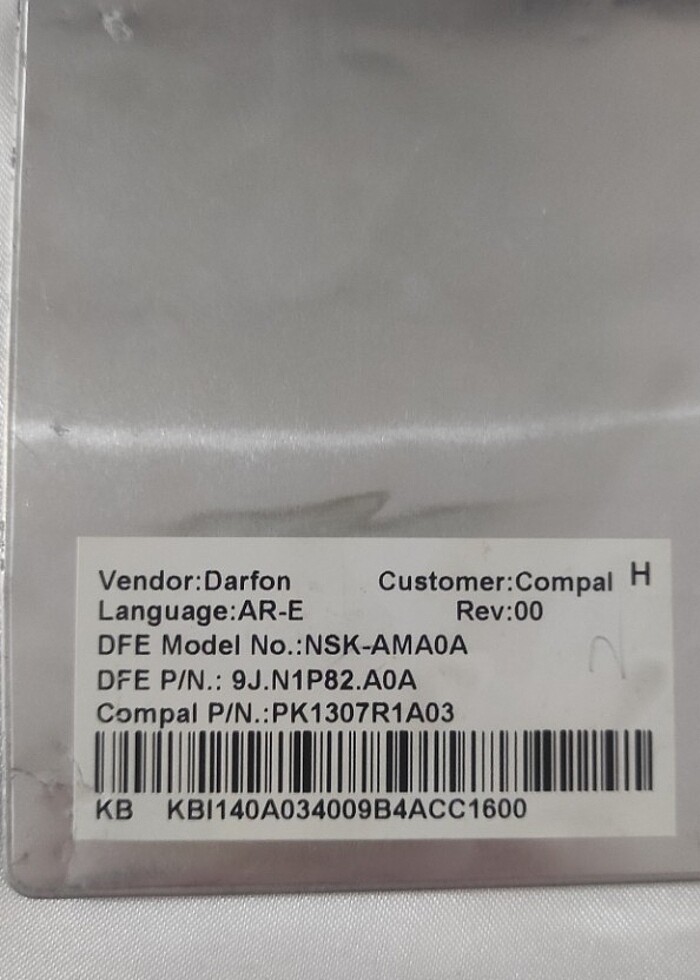 Vendor:Darfon Customer:Compal H
Language:AR-E Rev:00
DFE Model No.:NSK-AMA0A
DFE P/N.: 9J.N1P82.A0A
Compal P/N.:PK1307R1A03
KB KBI140A034009B4ACC1600